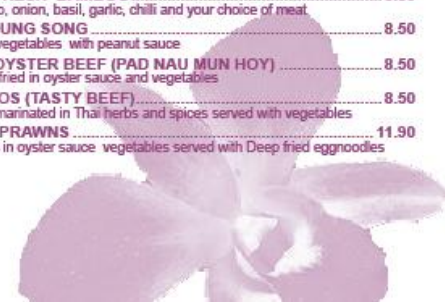 , onion, basil, garlic, chilli and your choice of meat
UNG SONG ........ 8.50
vegetables with peanut sauce
OYSTER BEEF (PAD NAU MUN HOY) ........ 8.50
fried in oyster sauce and vegetables
OS (TASTY BEEF) ........ 8.50
marinated in Thai herbs and spices served with vegetables
PRAWNS ........ 11.90
in oyster sauce vegetables served with Deep fried eggnoodles